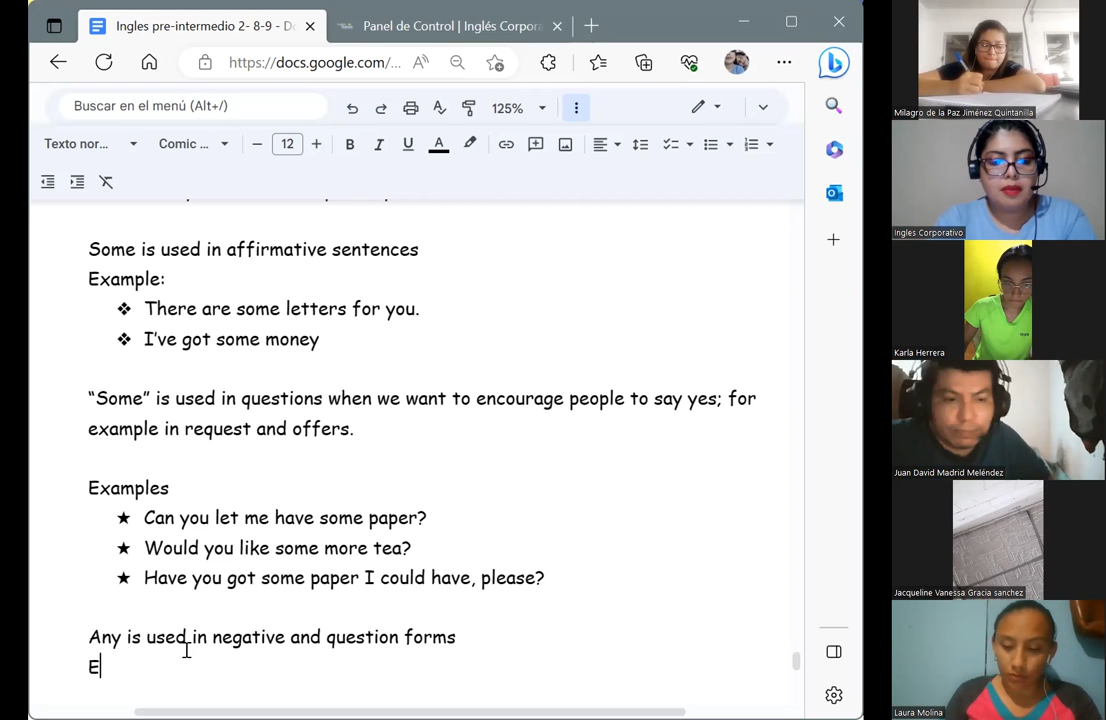 Ingles pre-intermedio 2- 8-9 - Do
Panel de Control | Inglés Corpora
https://docs.google.com/...
Buscar en el menú (Alt+/)
125%
Texto nor...
Comic ...
12
Some is used in affirmative sentences
Example:
❖ There are some letters for you.
❖ I've got some money
“Some” is used in questions when we want to encourage people to say yes; for
example in request and offers.
Examples
★ Can you let me have some paper?
★ Would you like some more tea?
★ Have you got some paper I could have, please?
Any is used in negative and question forms
E
Milagro de la Paz Jiménez Quintanilla
Ingles Corporativo
Karla Herrera
Juan David Madrid Meléndez
Jacqueline Vanessa Gracia sanchez
Laura Molina